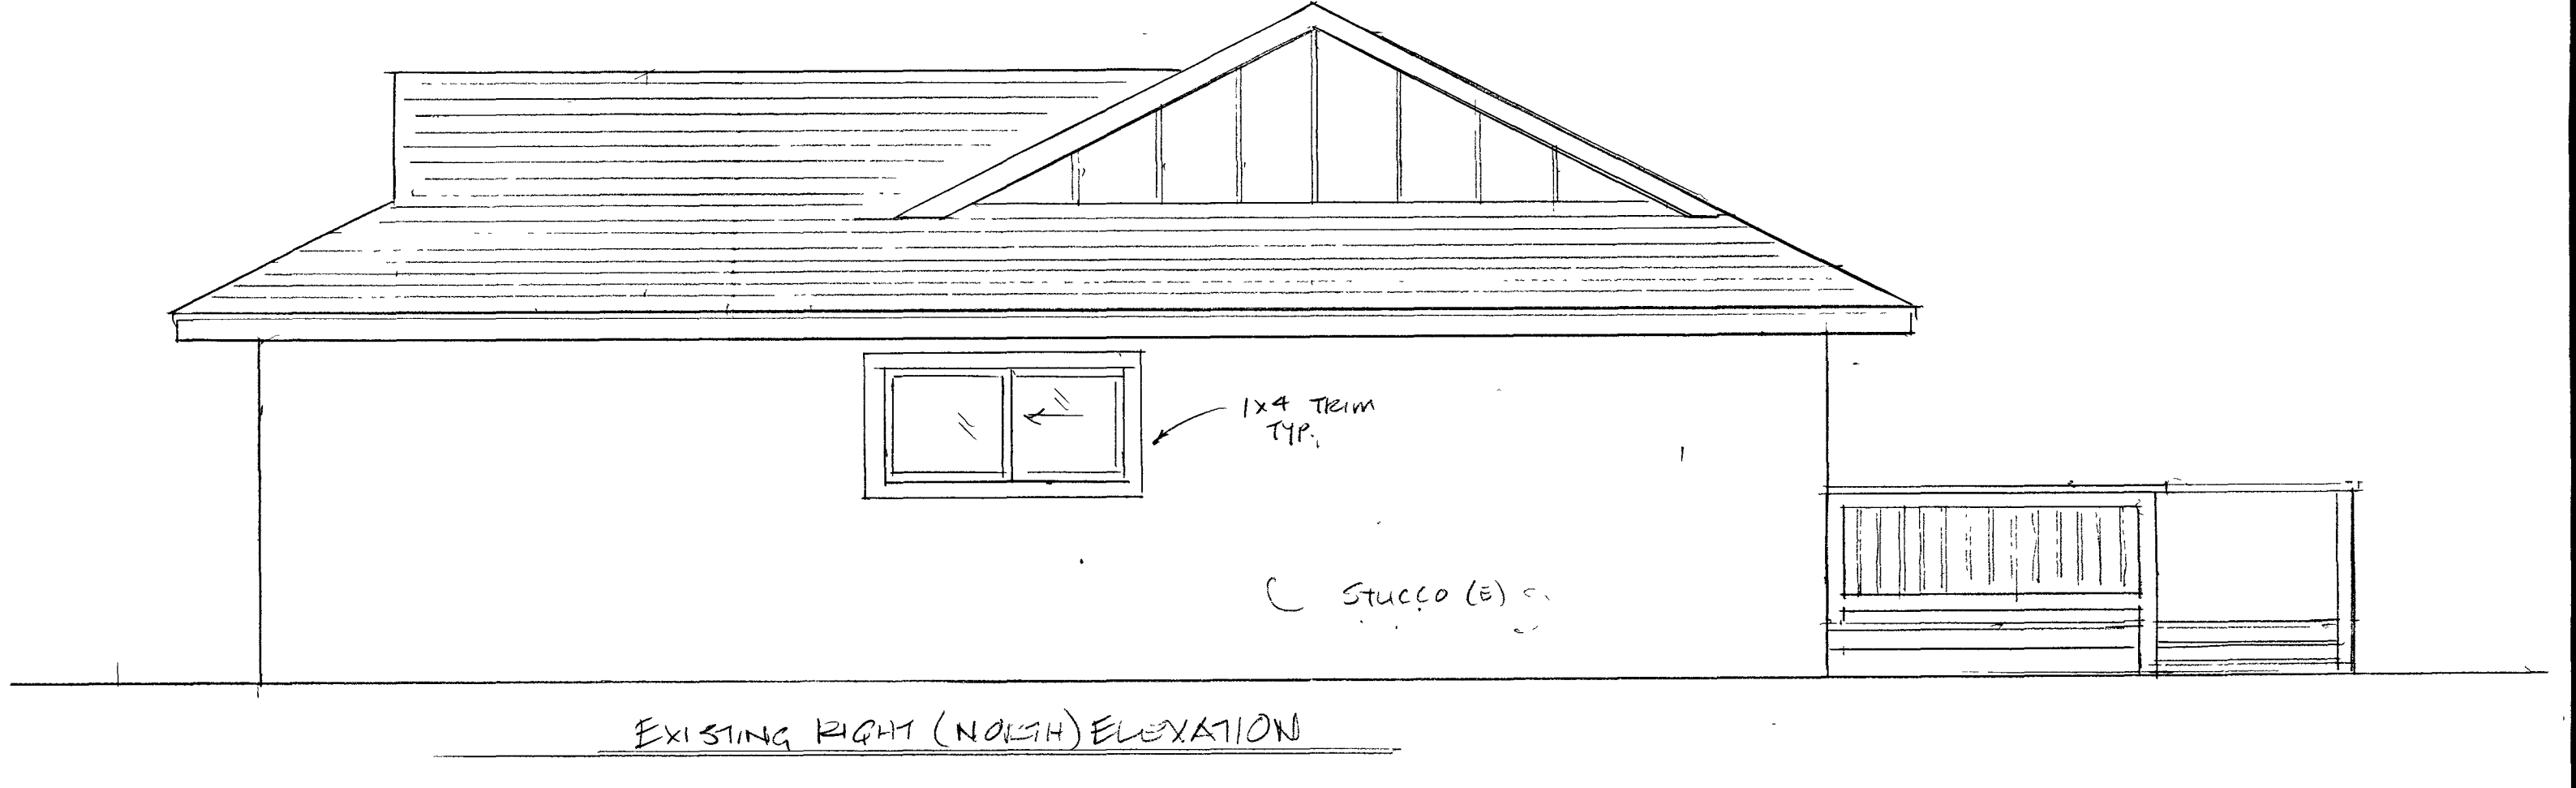 1x4 TRIM
TYP.
STUCCO (E)
EXISTING RIGHT (NORTH) ELEVATION